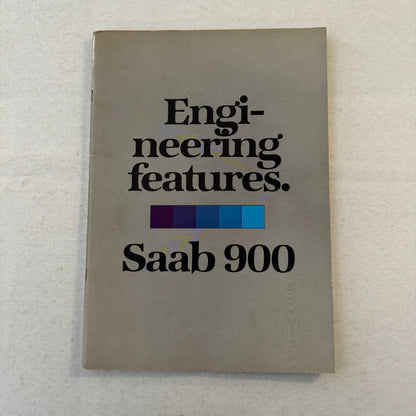 Engi-
neering
features.
Saab 900